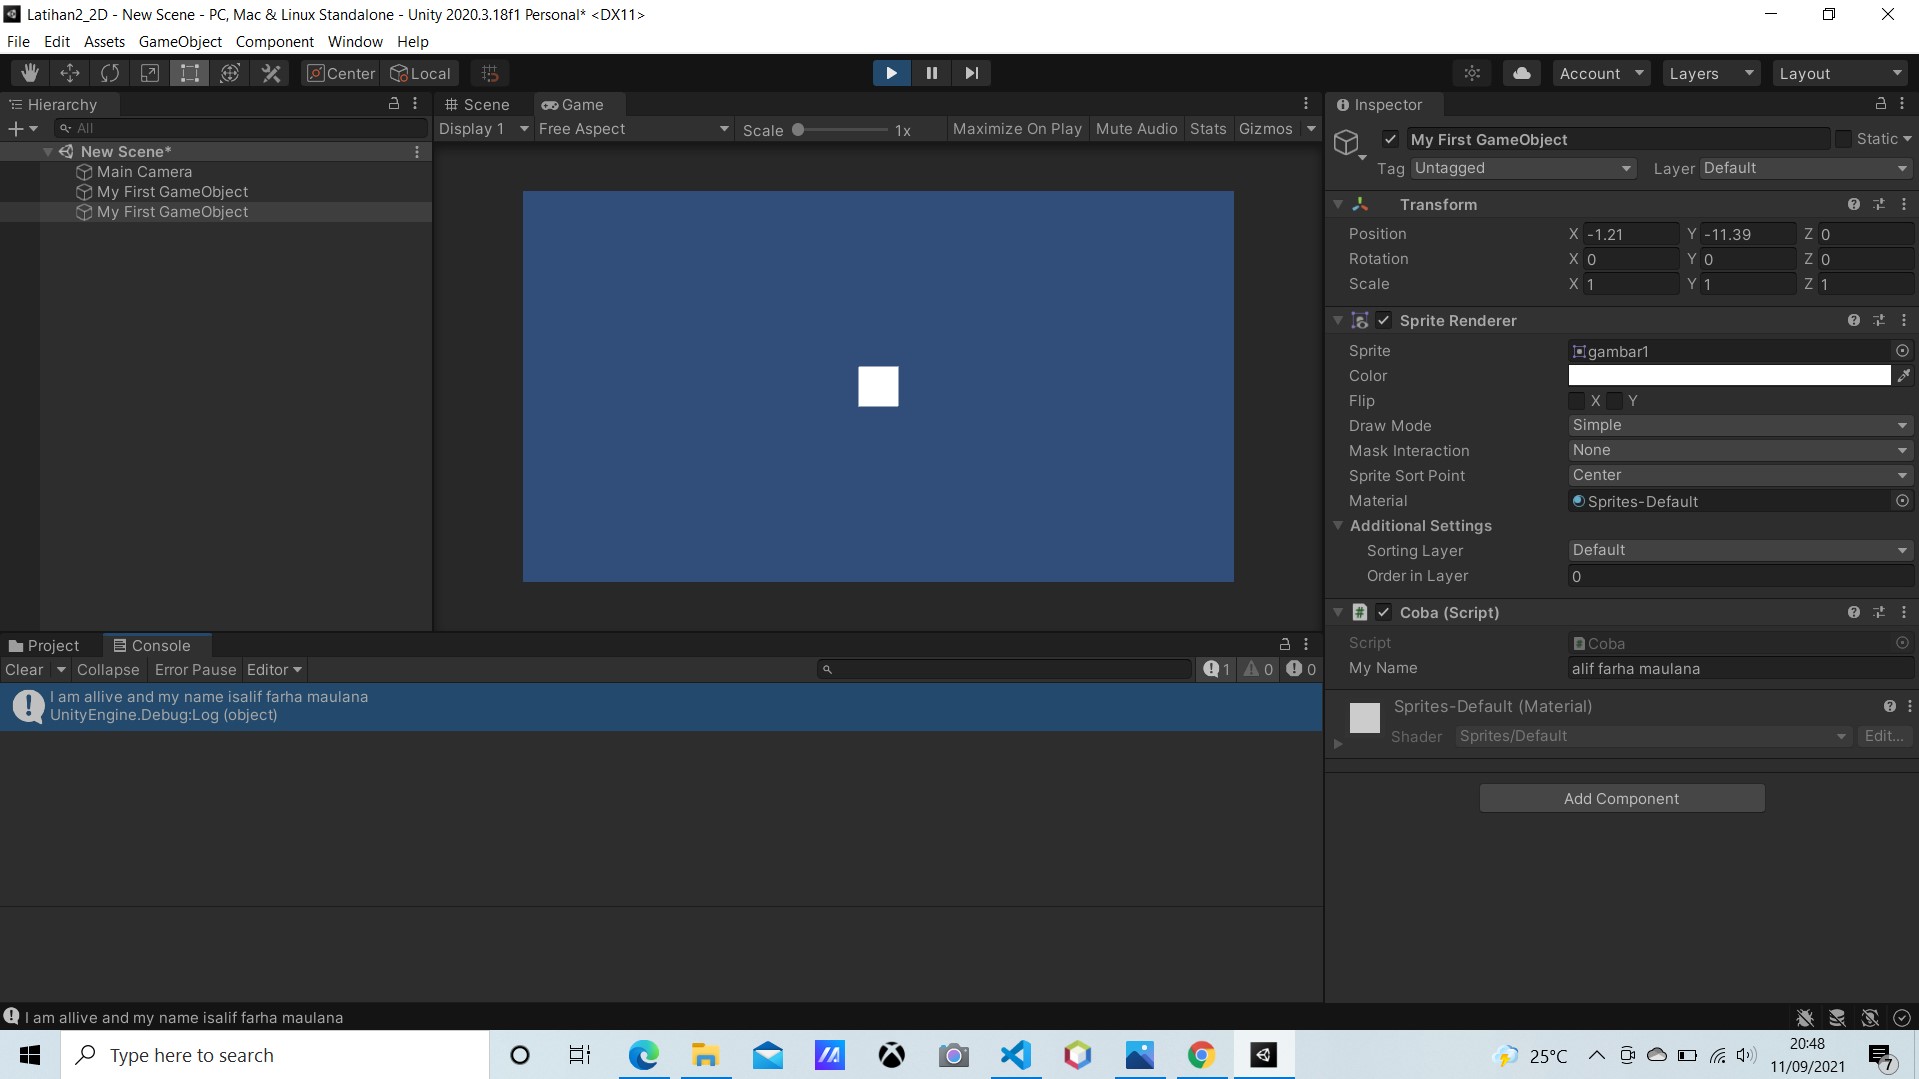 Latihan2_2D - New Scene - PC, Mac & Linux Standalone - Unity 2020.3.18f1 Personal* <DX11>
File Edit Assets GameObject Component Window Help
Center Local Account Layers Layout
Hierarchy
All
New Scene*
Main Camera
My First GameObject
My First GameObject
Scene Game
Display 1 Free Aspect Scale 1x Maximize On Play Mute Audio Stats Gizmos
Inspector
My First GameObject Static
Tag Untagged Layer Default
Transform
Position X -1.21 Y -11.39 Z 0
Rotation X 0 Y 0 Z 0
Scale X 1 Y 1 Z 1
Sprite Renderer
Sprite gambar1
Color
Flip X Y
Draw Mode Simple
Mask Interaction None
Sprite Sort Point Center
Material Sprites-Default
Additional Settings
Sorting Layer Default
Order in Layer 0
Coba (Script)
Script Coba
My Name alif farha maulana
Sprites-Default (Material)
Shader Sprites/Default Edit...
Add Component
Project Console
Clear Collapse Error Pause Editor 1 0 0
I am allive and my name isalif farha maulana
UnityEngine.Debug:Log (object)
I am allive and my name isalif farha maulana
Type here to search
25°C
20:48
11/09/2021
7